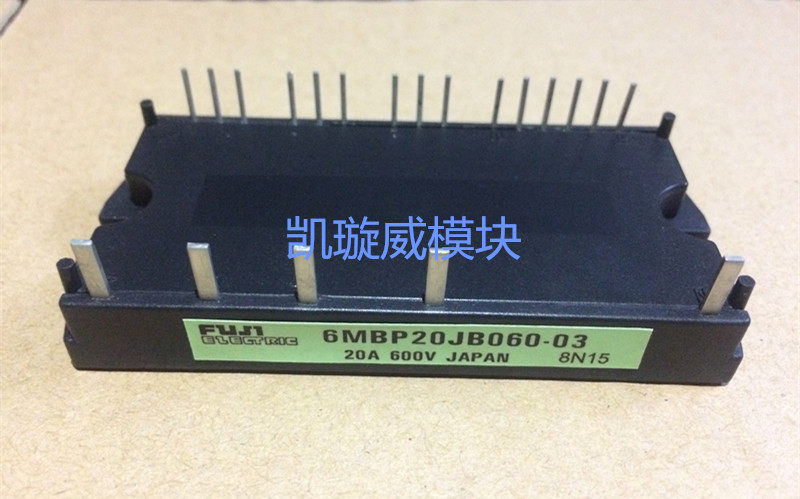 凯璇威模块
FUJI ELECTRIC
6MBP20JB060-03
20A 600V JAPAN 8N15